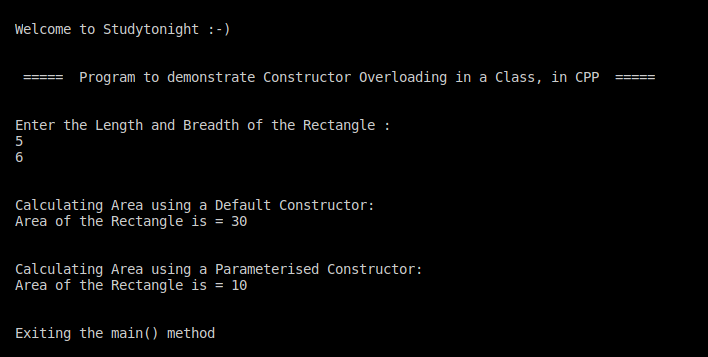 Welcome to Studytonight :-)
===== Program to demonstrate Constructor Overloading in a Class, in CPP =====
Enter the Length and Breadth of the Rectangle :
5
6
Calculating Area using a Default Constructor:
Area of the Rectangle is = 30
Calculating Area using a Parameterised Constructor:
Area of the Rectangle is = 10
Exiting the main() method